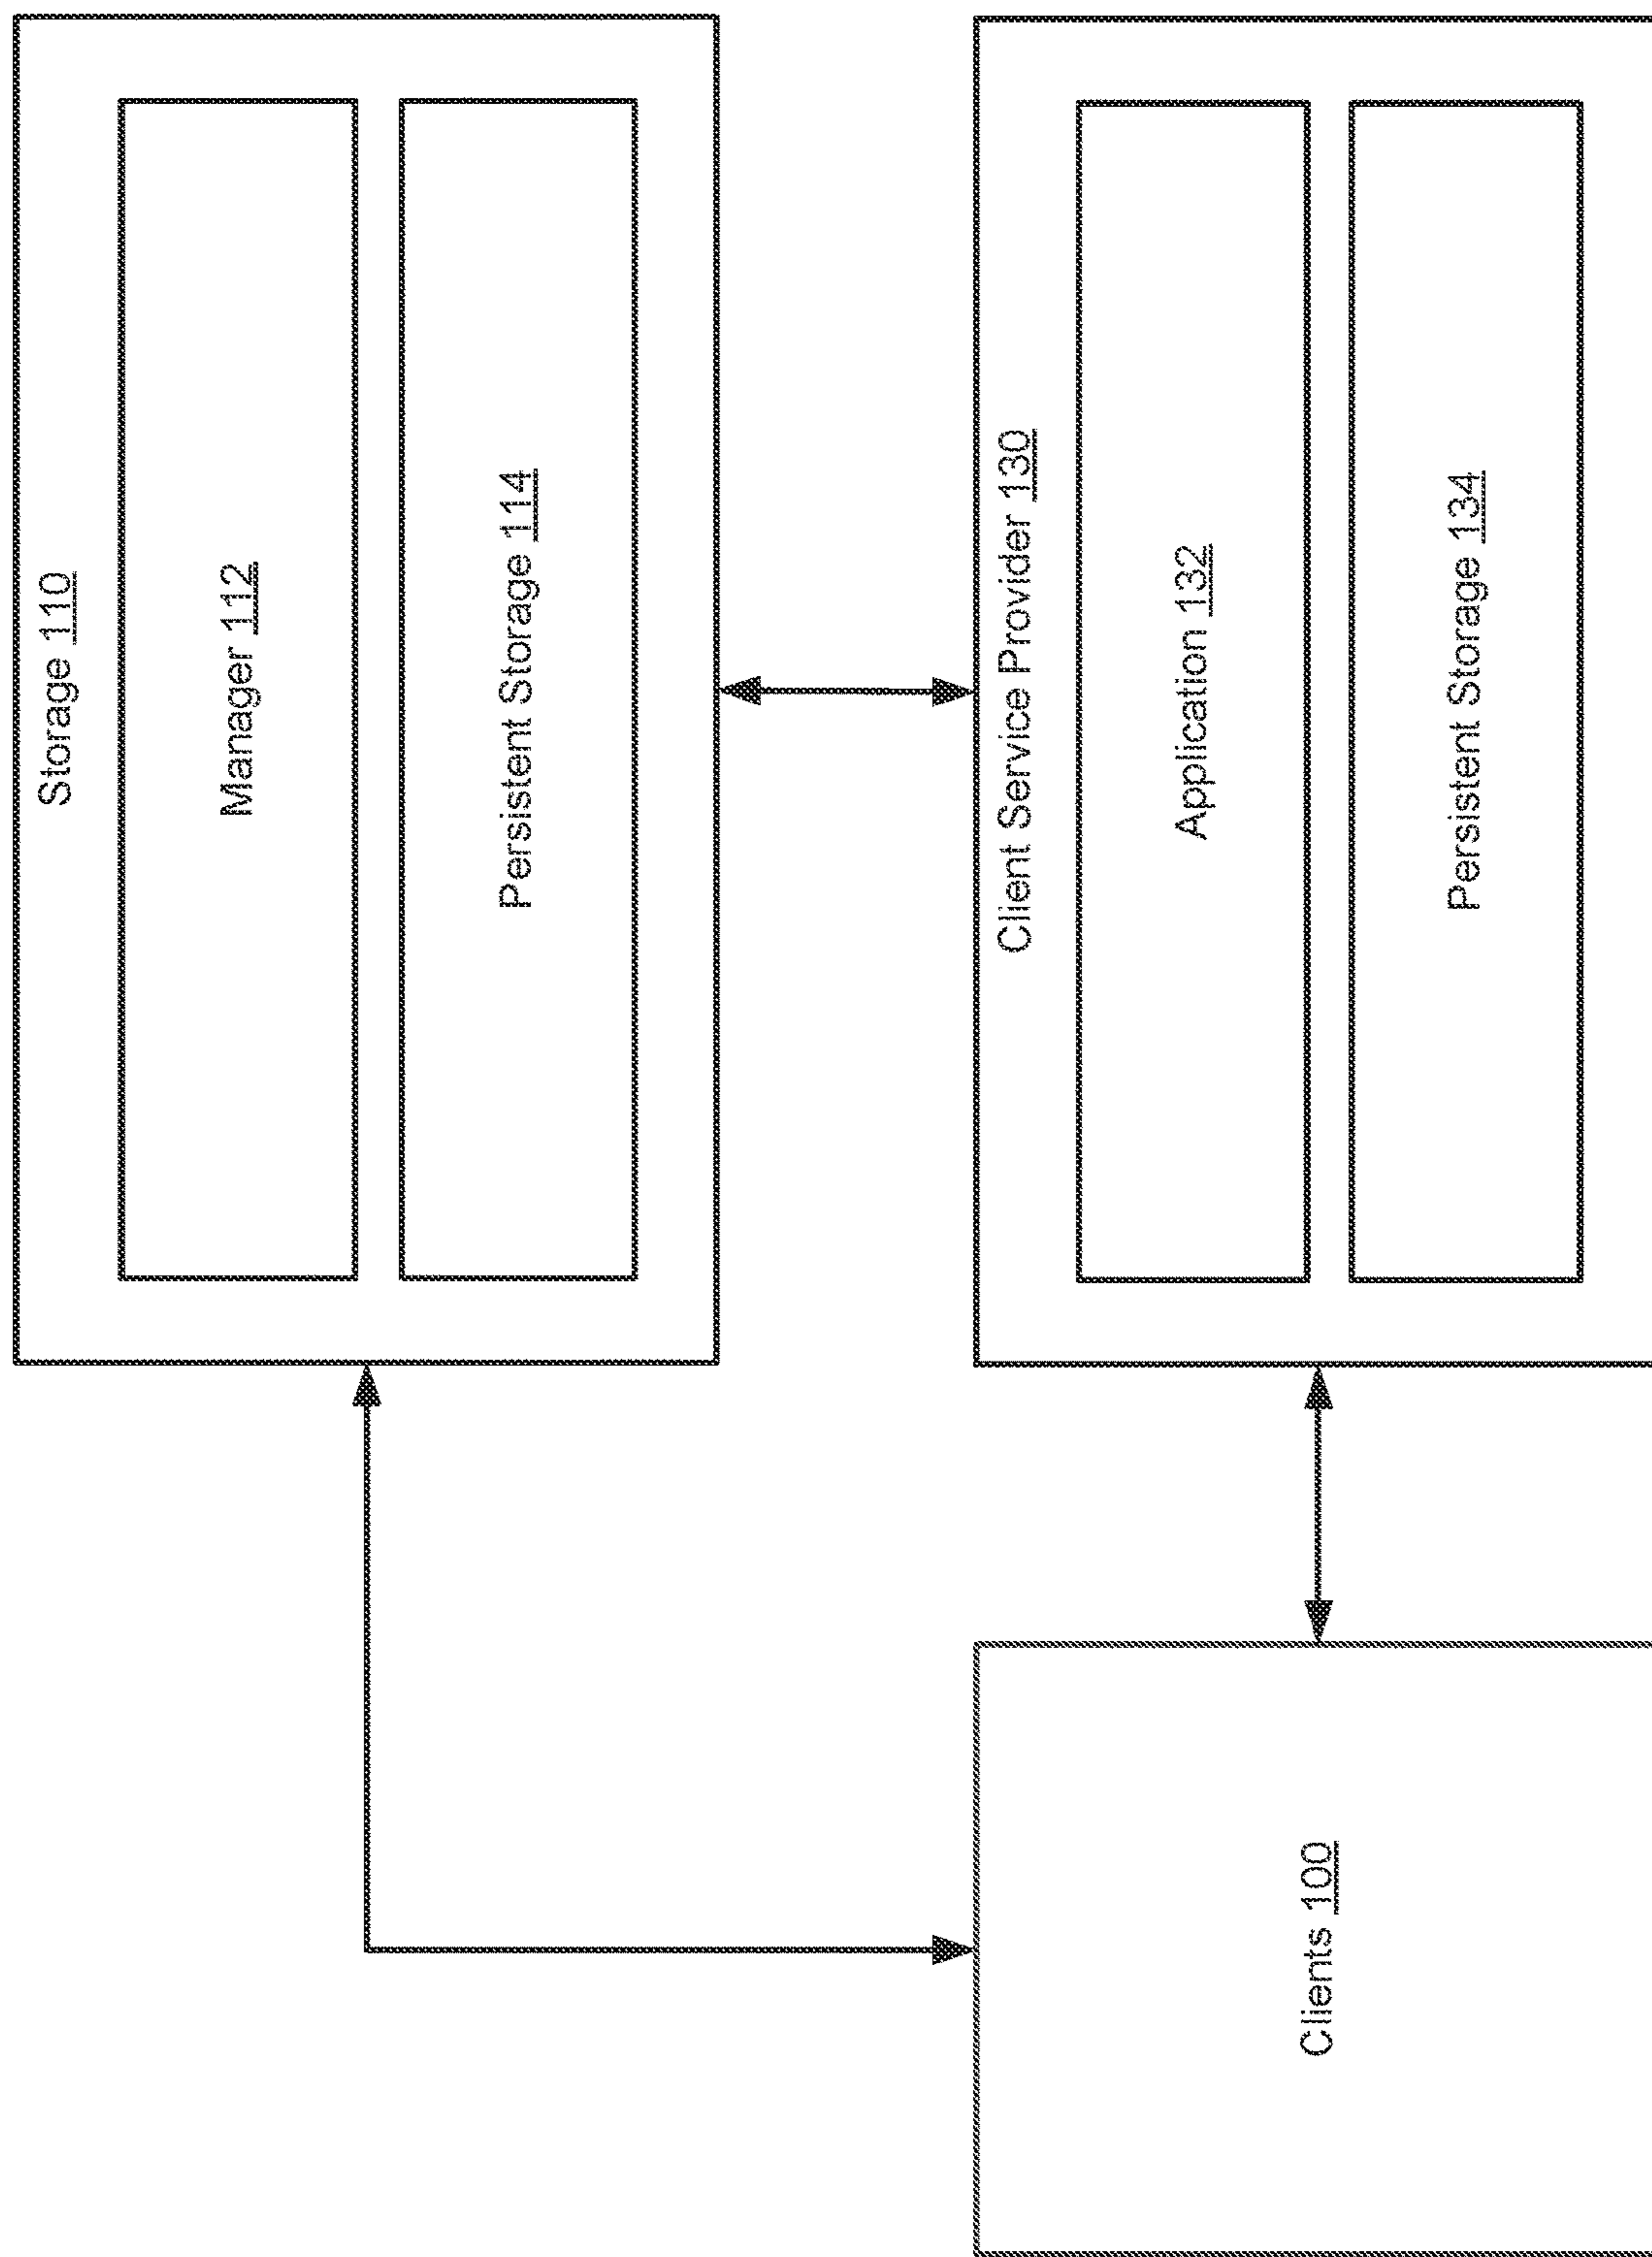 Storage 110
Manager 112
Persistent Storage 114
Client Service Provider 130
Application 132
Persistent Storage 134
Clients 100